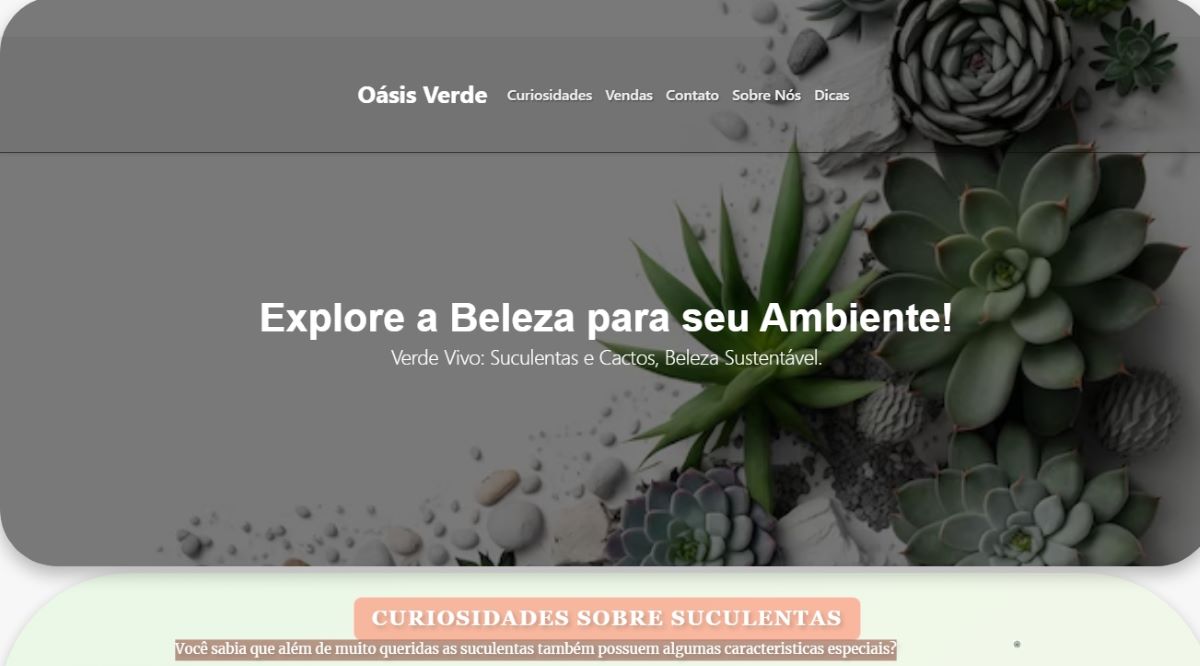 Oásis Verde Curiosidades Vendas Contato Sobre Nós Dicas
Explore a Beleza para seu Ambiente!
Verde Vivo: Suculentas e Cactos, Beleza Sustentável.
CURIOSIDADES SOBRE SUCULENTAS
Você sabia que além de muito queridas as suculentas também possuem algumas caracteristicas especiais?